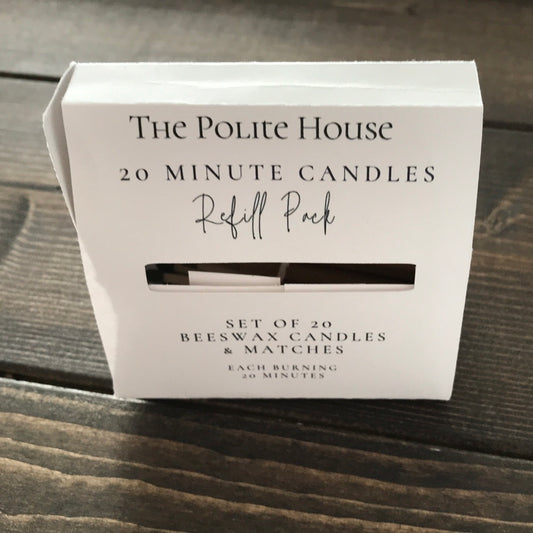 THE POLITE HOUSE
20 MINUTE CANDLES
Refill Pack
SET OF 20
BEESWAX CANDLES
& MATCHES
EACH BURNING
20 MINUTES